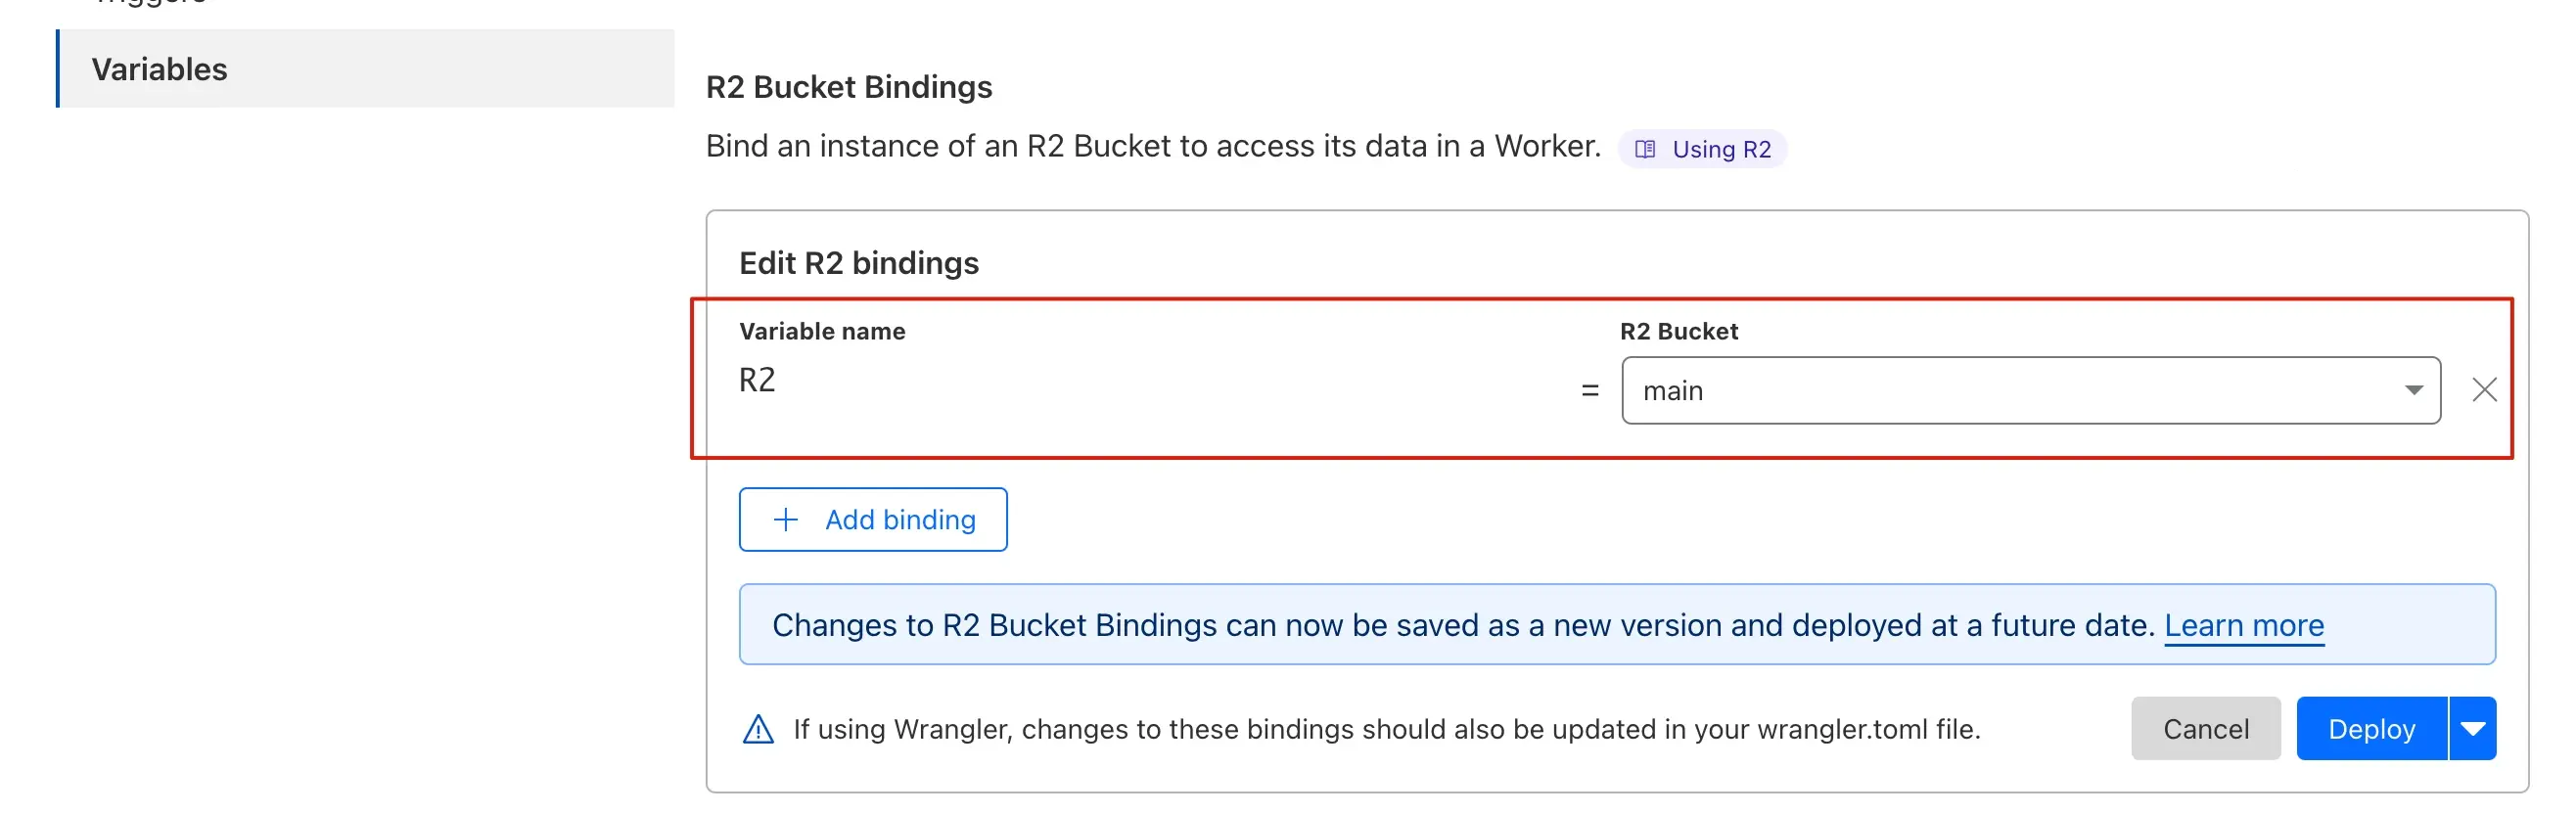 Triggers
Variables
R2 Bucket Bindings
Bind an instance of an R2 Bucket to access its data in a Worker. Using R2
Edit R2 bindings
Variable name
R2 Bucket
R2
=
main
Add binding
Changes to R2 Bucket Bindings can now be saved as a new version and deployed at a future date. Learn more
If using Wrangler, changes to these bindings should also be updated in your wrangler.toml file.
Cancel
Deploy